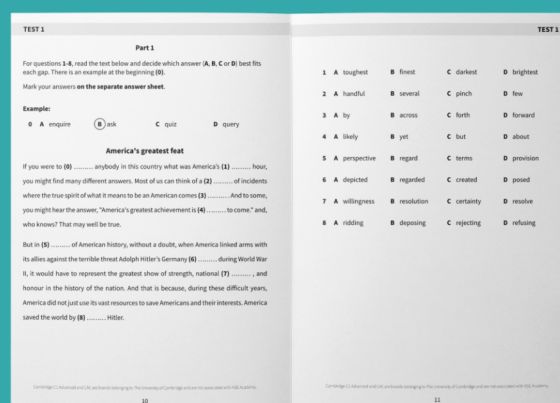 TEST 1
Part 1
For questions 1-8, read the text below and decide which answer (A, B, C or D) best fits
each gap. There is an example at the beginning (0).
Mark your answers on the separate answer sheet.
Example:
0 A enquire B ask C quiz D query
America's greatest feat
If you were to (0) .......... anybody in this country what was America's (1) .......... hour,
you might find many different answers. Most of us can think of a (2) .......... of incidents
where the true spirit of what it means to be an American comes (3) .......... And to some,
you might hear the answer, "America's greatest achievement is (4) .......... to come." and,
who knows? That may well be true.
But in (5) .......... of American history, without a doubt, when America linked arms with
its allies against the terrible threat Adolph Hitler's Germany (6) .......... during World War
II, it would have to represent the greatest show of strength, national (7) .......... , and
honour in the history of the nation. And that is because, during these difficult years,
America did not just use its vast resources to save Americans and their interests. America
saved the world by (8) .......... Hitler.
10
TEST 1
1 A toughest B finest C darkest D brightest
2 A handful B several C pinch D few
3 A by B across C forth D forward
4 A likely B yet C but D about
5 A perspective B regard C terms D provision
6 A depicted B regarded C created D posed
7 A willingness B resolution C certainty D resolve
8 A ridding B deposing C rejecting D refusing
11